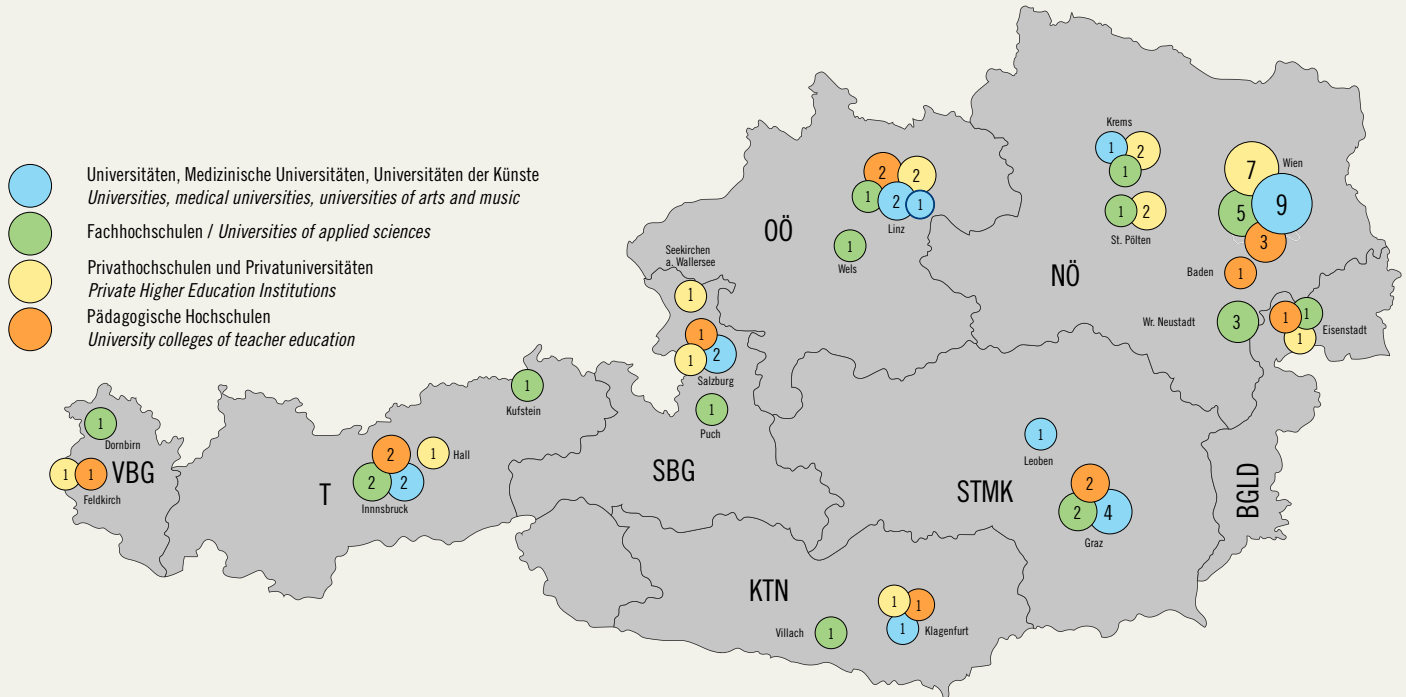 Universitäten, Medizinische Universitäten, Universitäten der Künste
Universities, medical universities, universities of arts and music
Fachhochschulen / Universities of applied sciences
Privathochschulen und Privatuniversitäten
Private Higher Education Institutions
Pädagogische Hochschulen
University colleges of teacher education
1
Dornbirn
VBG
1
1
Feldkirch
T
2
2
2
Innnsbruck
1
Hall
1
Kufstein
Seekirchen
a. Wallersee
1
1
1
2
Salzburg
1
Puch
SBG
OÖ
2
2
1
2
1
Linz
1
Wels
Krems
1
2
1
1
2
St. Pölten
NÖ
7
Wien
5
9
3
Baden
1
Wr. Neustadt
3
1
1
1
Eisenstadt
BGLD
1
Leoben
STMK
2
2
4
Graz
KTN
Villach
1
1
1
1
Klagenfurt